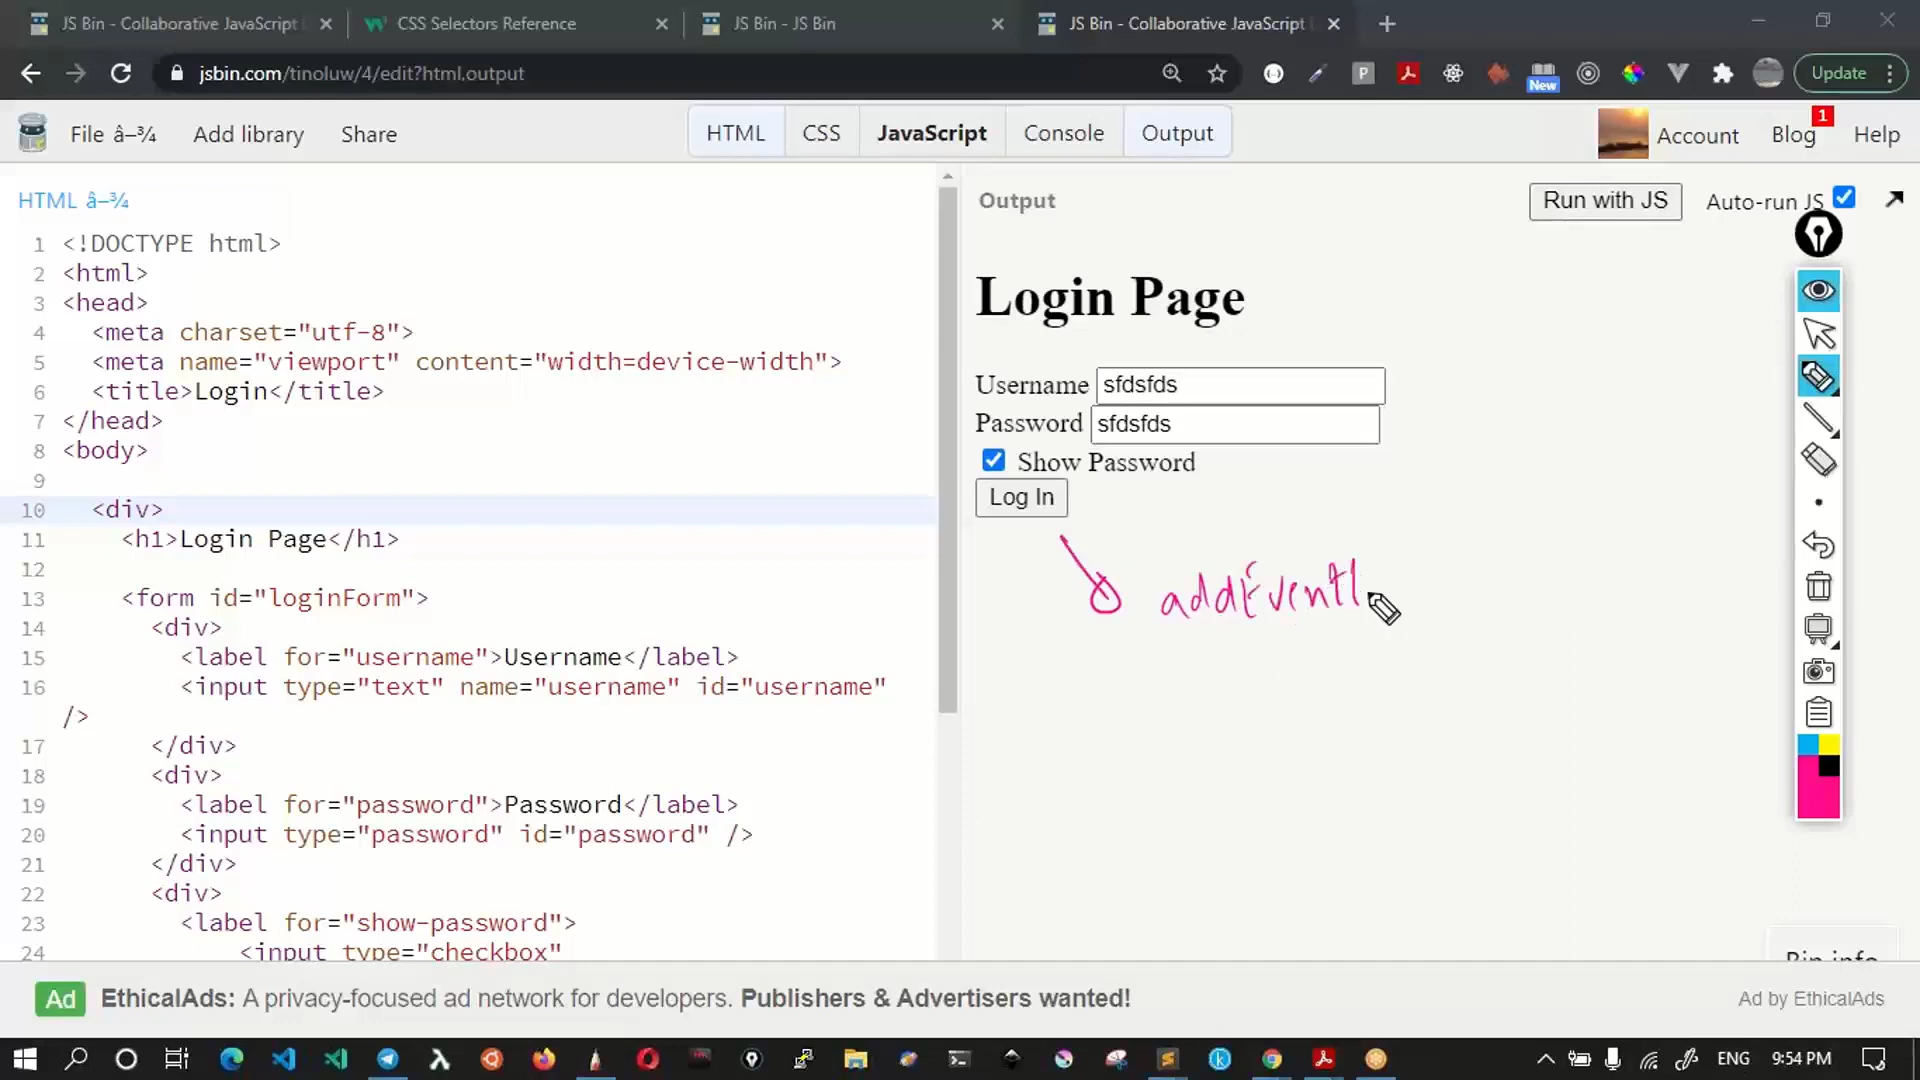 JS Bin - Collaborative JavaScript
CSS Selectors Reference
JS Bin - JS Bin
JS Bin - Collaborative JavaScript
jsbin.com/tinoluw/4/edit?html,output
P
New
Update
File â–¾
Add library
Share
HTML
CSS
JavaScript
Console
Output
Account
Blog
1
Help
HTML â–¾
1 <!DOCTYPE html>
2 <html>
3 <head>
4 <meta charset="utf-8">
5 <meta name="viewport" content="width=device-width">
6 <title>Login</title>
7 </head>
8 <body>
9
10 <div>
11 <h1>Login Page</h1>
12
13 <form id="loginForm">
14 <div>
15 <label for="username">Username</label>
16 <input type="text" name="username" id="username"
/>
17 </div>
18 <div>
19 <label for="password">Password</label>
20 <input type="password" id="password" />
21 </div>
22 <div>
23 <label for="show-password">
24 <input type="checkbox"
Output
Run with JS
Auto-run JS
Login Page
Username sfdsfds
Password sfdsfds
Show Password
Log In
addEventl
Bin info
Ad
EthicalAds: A privacy-focused ad network for developers. Publishers & Advertisers wanted!
Ad by EthicalAds
ENG
9:54 PM